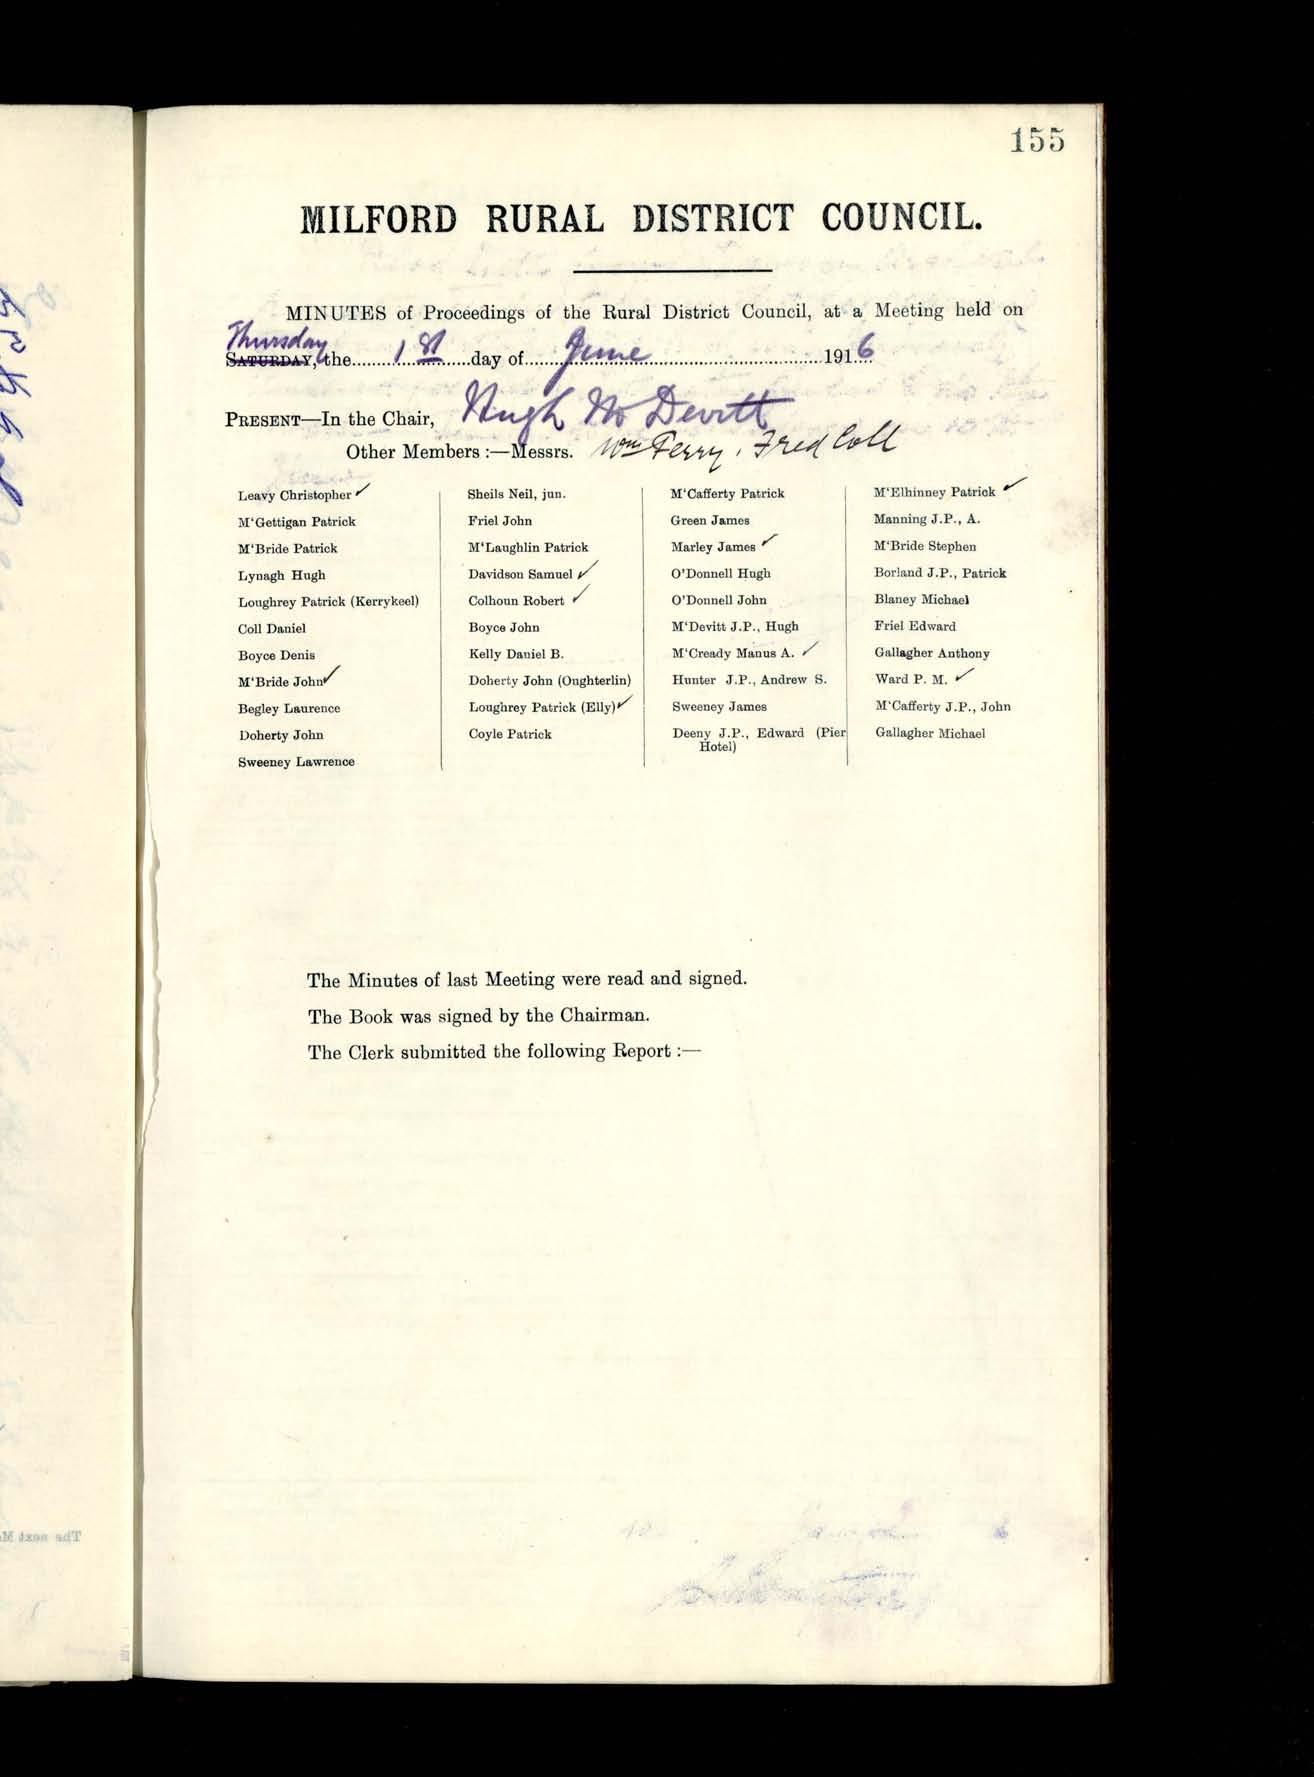 155
MILFORD RURAL DISTRICT COUNCIL.
MINUTES of Proceedings of the Rural District Council, at a Meeting held on
Thursday
SATURDAY, the 1st day of June 1916
PRESENT—In the Chair, Hugh McDevitt
Other Members :—Messrs. Wm Ferry, Fred Coll
Leavy Christopher ✓
M'Gettigan Patrick
M'Bride Patrick
Lynagh Hugh
Loughrey Patrick (Kerrykeel)
Coll Daniel
Boyce Denis
M'Bride John ✓
Begley Laurence
Doherty John
Sweeney Lawrence
Sheils Neil, jun.
Friel John
M'Laughlin Patrick
Davidson Samuel ✓
Colhoun Robert ✓
Boyce John
Kelly Daniel B.
Doherty John (Oughterlin)
Loughrey Patrick (Elly) ✓
Coyle Patrick
M'Cafferty Patrick
Green James
Marley James ✓
O'Donnell Hugh
O'Donnell John
M'Devitt J.P., Hugh
M'Cready Manus A. ✓
Hunter J.P., Andrew S.
Sweeney James
Deeny J.P., Edward (Pier
Hotel)
M'Elhinney Patrick ✓
Manning J.P., A.
M'Bride Stephen
Borland J.P., Patrick
Blaney Michael
Friel Edward
Gallagher Anthony
Ward P. M. ✓
M'Cafferty J.P., John
Gallagher Michael
The Minutes of last Meeting were read and signed.
The Book was signed by the Chairman.
The Clerk submitted the following Report :—